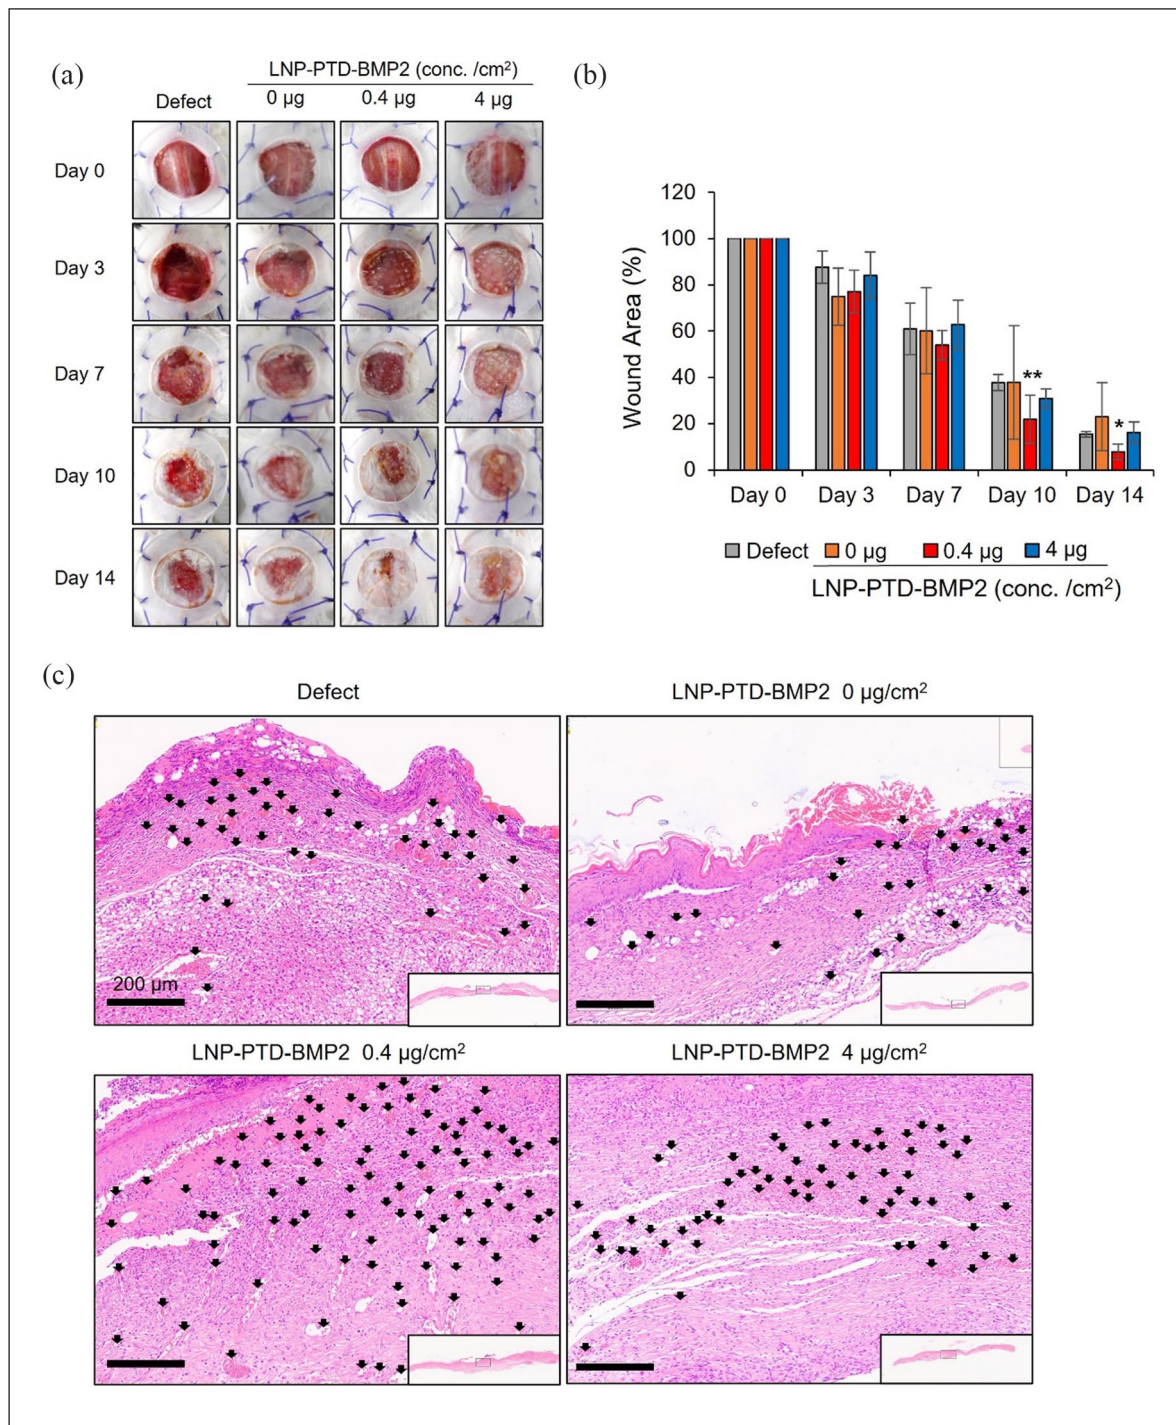 (a)
LNP-PTD-BMP2 (conc. /cm²)
Defect 0 µg 0.4 µg 4 µg
Day 0
Day 3
Day 7
Day 10
Day 14
(b)
120
100
80
60
40
20
0
Wound Area (%)
**
*
Day 0 Day 3 Day 7 Day 10 Day 14
Defect 0 µg 0.4 µg 4 µg
LNP-PTD-BMP2 (conc. /cm²)
(c)
Defect
LNP-PTD-BMP2 0 µg/cm²
200 µm
LNP-PTD-BMP2 0.4 µg/cm²
LNP-PTD-BMP2 4 µg/cm²